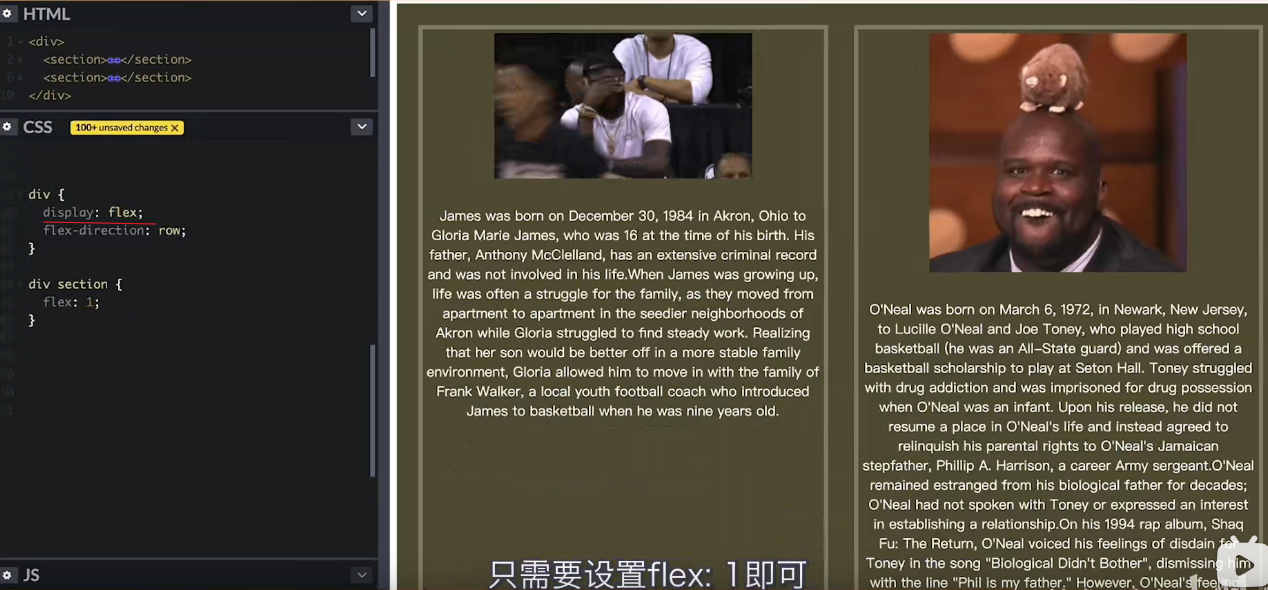 HTML
1 <div>
2 <section></section>
6 <section></section>
10 </div>
CSS
100+ unsaved changes ×
div {
display: flex;
flex-direction: row;
}
div section {
flex: 1;
}
JS
James was born on December 30, 1984 in Akron, Ohio to
Gloria Marie James, who was 16 at the time of his birth. His
father, Anthony McClelland, has an extensive criminal record
and was not involved in his life.When James was growing up,
life was often a struggle for the family, as they moved from
apartment to apartment in the seedier neighborhoods of
Akron while Gloria struggled to find steady work. Realizing
that her son would be better off in a more stable family
environment, Gloria allowed him to move in with the family of
Frank Walker, a local youth football coach who introduced
James to basketball when he was nine years old.
O'Neal was born on March 6, 1972, in Newark, New Jersey,
to Lucille O'Neal and Joe Toney, who played high school
basketball (he was an All-State guard) and was offered a
basketball scholarship to play at Seton Hall. Toney struggled
with drug addiction and was imprisoned for drug possession
when O'Neal was an infant. Upon his release, he did not
resume a place in O'Neal's life and instead agreed to
relinquish his parental rights to O'Neal's Jamaican
stepfather, Phillip A. Harrison, a career Army sergeant.O'Neal
remained estranged from his biological father for decades;
O'Neal had not spoken with Toney or expressed an interest
in establishing a relationship.On his 1994 rap album, Shaq
Fu: The Return, O'Neal voiced his feelings of disdain for
Toney in the song "Biological Didn't Bother", dismissing him
with the line "Phil is my father." However, O'Neal's feelings
只需要设置flex: 1即可